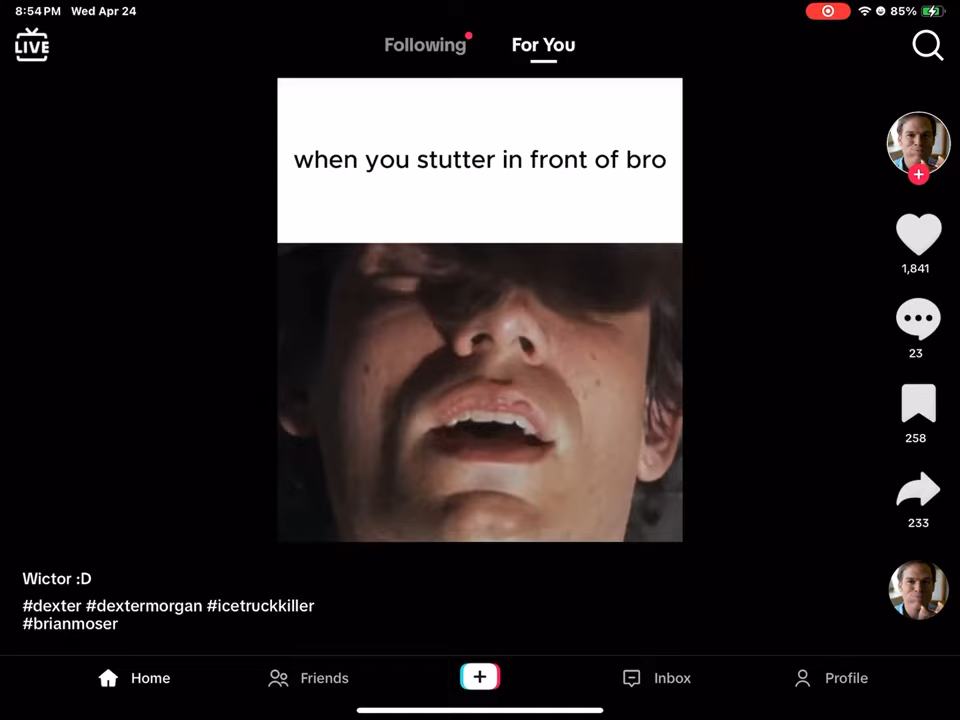 8:54 PM Wed Apr 24
85%
LIVE
Following
For You
when you stutter in front of bro
1,841
23
258
233
Wictor :D
#dexter #dextermorgan #icetruckkiller
#brianmoser
Home
Friends
Inbox
Profile